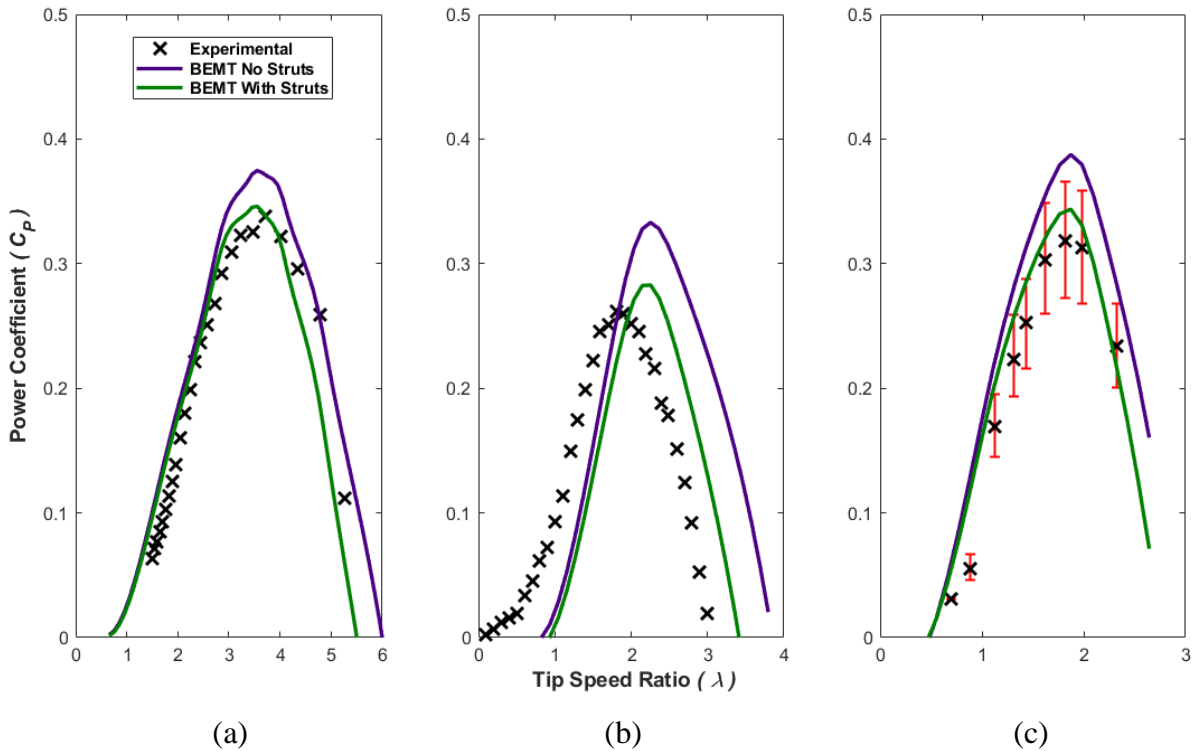 0.5
Experimental
BEMT No Struts
BEMT With Struts
0.4
0.3
0.2
0.1
0
Power Coefficient ( C_P )
0 1 2 3 4 5 6
(a)
0.5
0.4
0.3
0.2
0.1
0
0 1 2 3 4
Tip Speed Ratio ( λ )
(b)
0.5
0.4
0.3
0.2
0.1
0
0 1 2 3
(c)